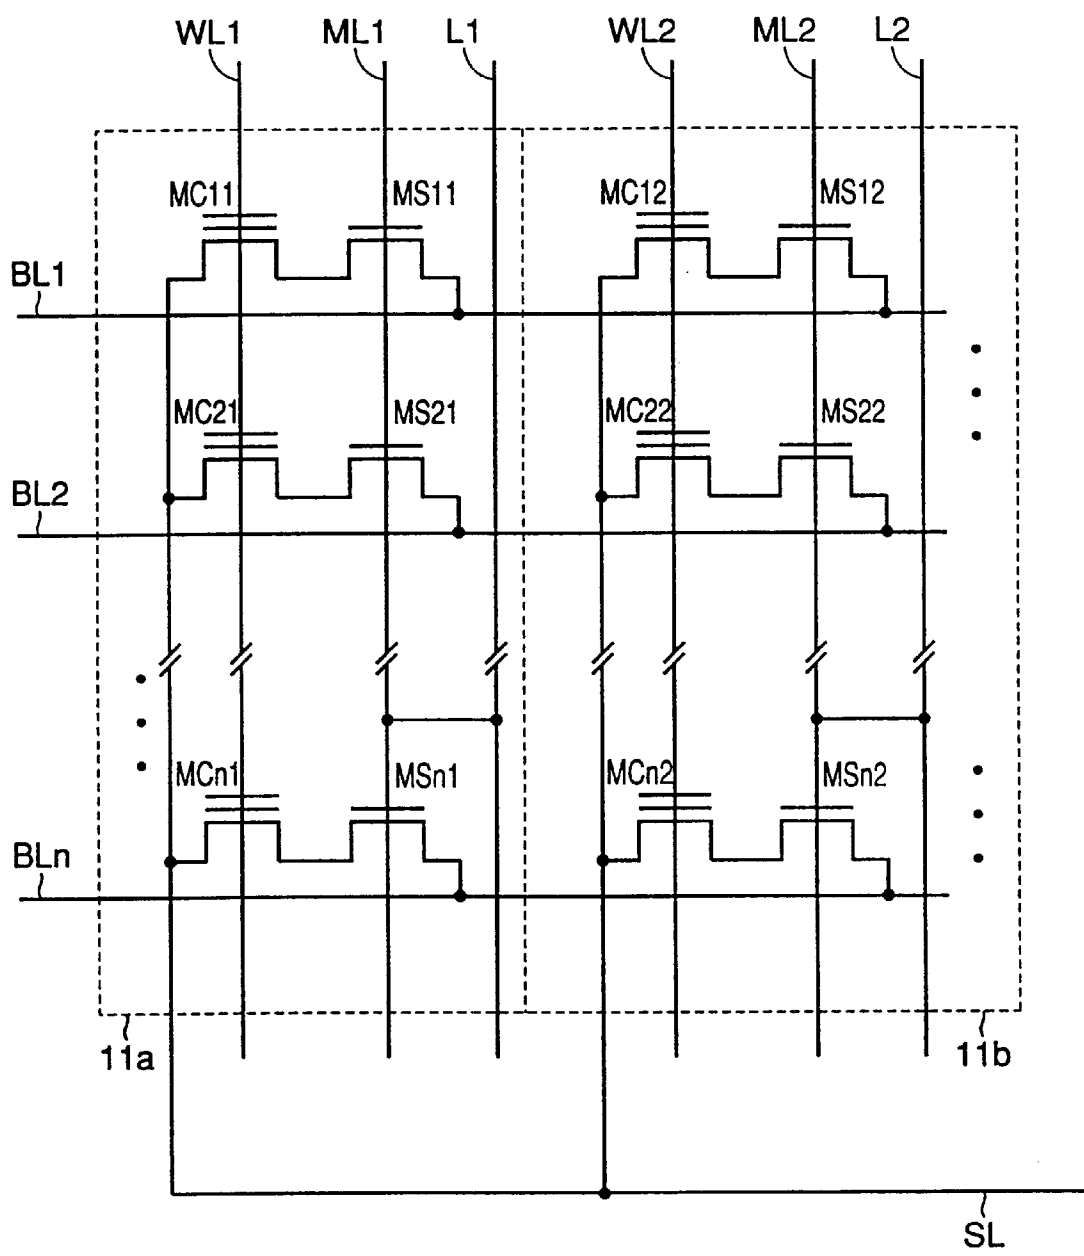 WL1 ML1 L1 WL2 ML2 L2
MC11 MS11 MC12 MS12
BL1
MC21 MS21 MC22 MS22
BL2
MCn1 MSn1 MCn2 MSn2
BLn
11a 11b
SL